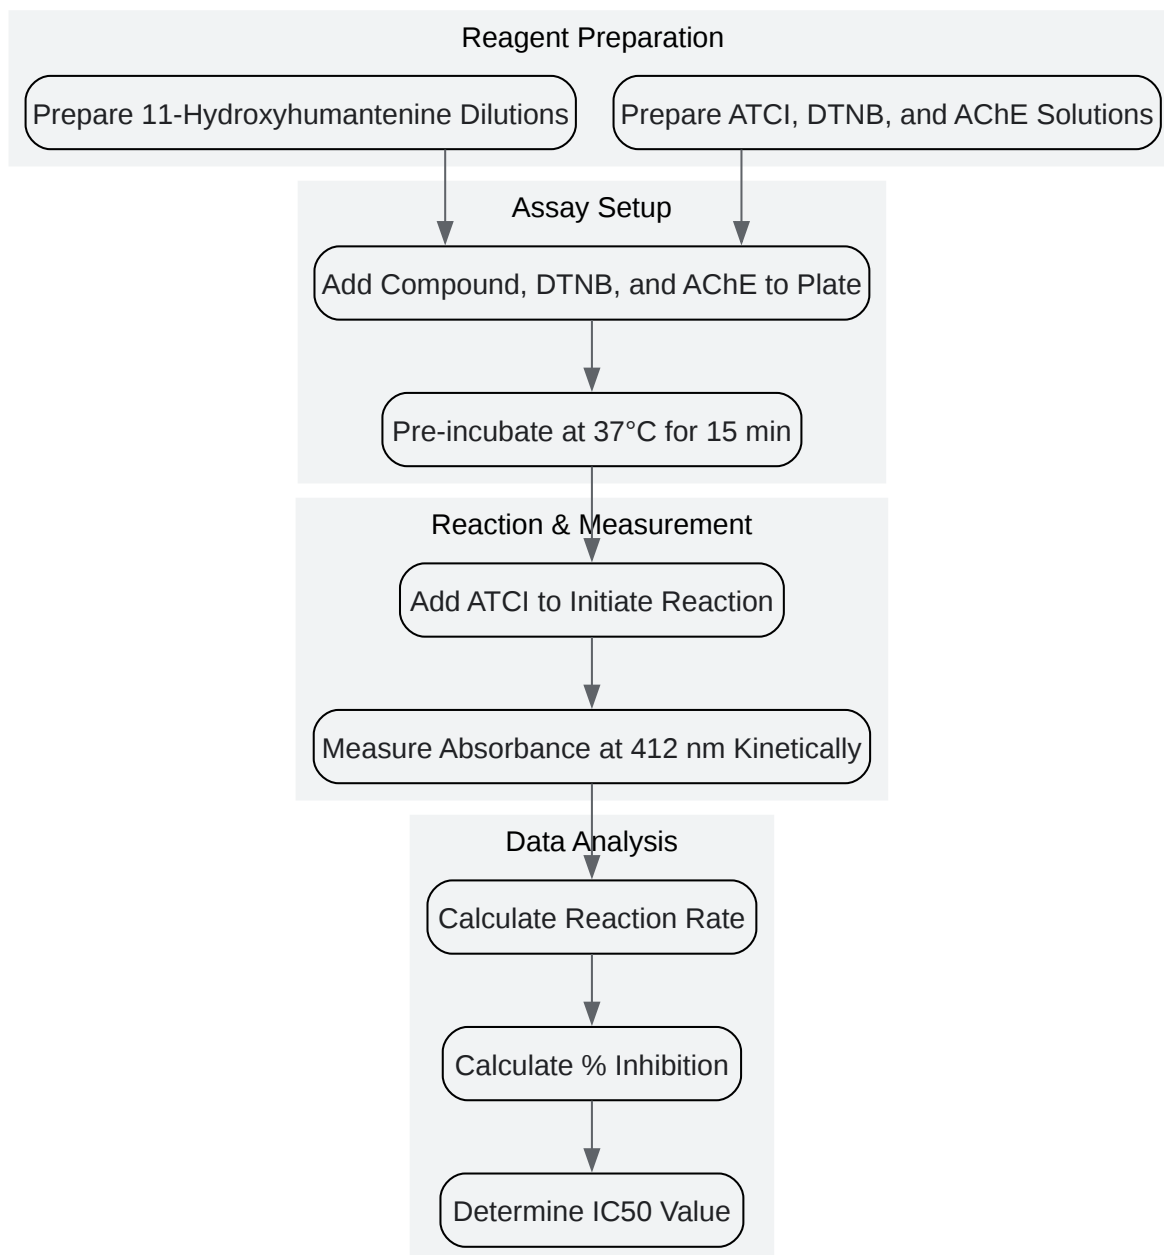 Reagent Preparation
Prepare 11-Hydroxyhumantenine Dilutions
Prepare ATCI, DTNB, and AChE Solutions
Assay Setup
Add Compound, DTNB, and AChE to Plate
Pre-incubate at 37°C for 15 min
Reaction & Measurement
Add ATCI to Initiate Reaction
Measure Absorbance at 412 nm Kinetically
Data Analysis
Calculate Reaction Rate
Calculate % Inhibition
Determine IC50 Value